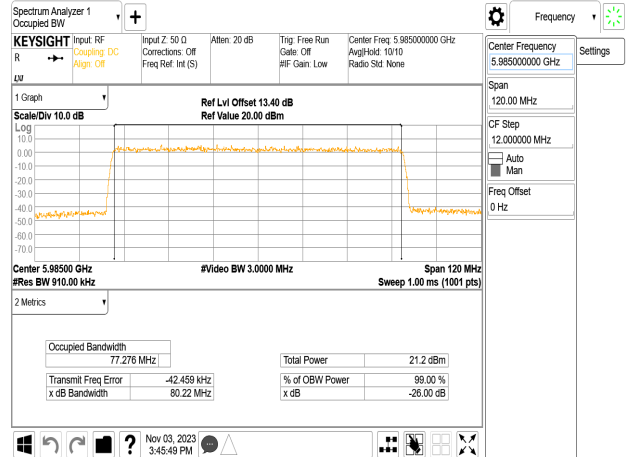 Spectrum Analyzer 1
Occupied BW
Frequency
KEYSIGHT
R
Input: RF
Coupling: DC
Align: Off
Input Z: 50 Ω
Corrections: Off
Freq Ref: Int (S)
Atten: 20 dB
Trig: Free Run
Gate: Off
#IF Gain: Low
Center Freq: 5.985000000 GHz
Avg|Hold: 10/10
Radio Std: None
Center Frequency
5.985000000 GHz
Settings
Span
120.00 MHz
CF Step
12.000000 MHz
Auto
Man
Freq Offset
0 Hz
1 Graph
Scale/Div 10.0 dB
Ref Lvl Offset 13.40 dB
Ref Value 20.00 dBm
Log
10.0
0.00
-10.0
-20.0
-30.0
-40.0
-50.0
-60.0
-70.0
Center 5.98500 GHz
#Video BW 3.0000 MHz
Span 120 MHz
#Res BW 910.00 kHz
Sweep 1.00 ms (1001 pts)
2 Metrics
Occupied Bandwidth
77.276 MHz
Total Power 21.2 dBm
Transmit Freq Error -42.459 kHz
% of OBW Power 99.00 %
x dB Bandwidth 80.22 MHz
x dB -26.00 dB
?
Nov 03, 2023
3:45:49 PM